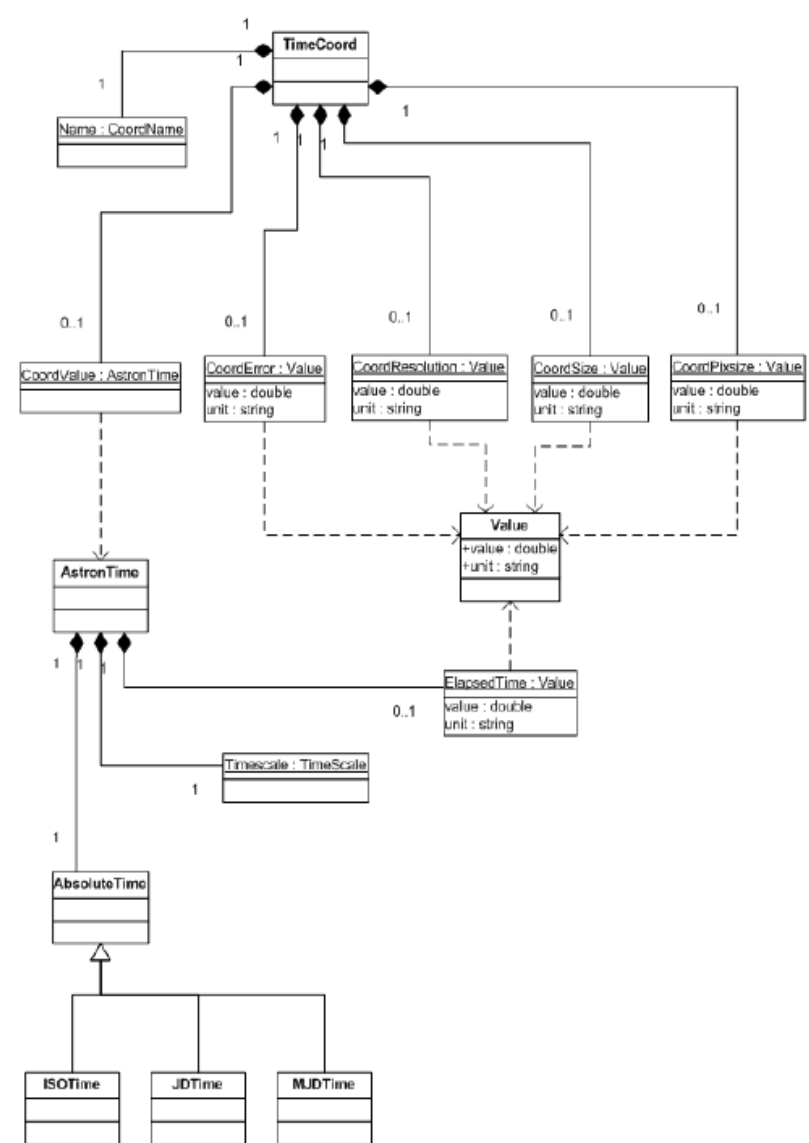 1
TimeCoord
1
1
1
Name : CoordName
1
1
1
1
0..1
0..1
0..1
0..1
0..1
CoordValue : AstronTime
CoordError : Value
value : double
unit : string
CoordResolution : Value
value : double
unit : string
CoordSize : Value
value : double
unit : string
CoordPixsize : Value
value : double
unit : string
Value
+value : double
+unit : string
AstronTime
1
1
1
ElapsedTime : Value
value : double
unit : string
0..1
Timescale : TimeScale
1
1
AbsoluteTime
ISOTime
JDTime
MJDTime